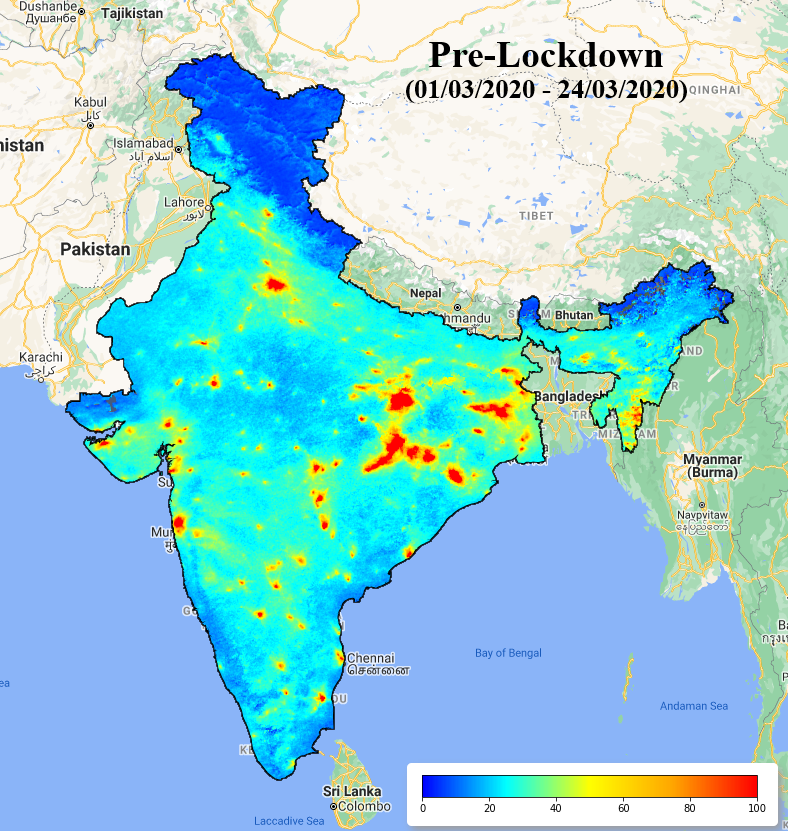 Dushanbe
Душанбе
Tajikistan
Pre-Lockdown
(01/03/2020 - 24/03/2020)
QINGHAI
Kabul
کابل
Islamabad
اسلام آباد
nistan
Lahore
لاہور
TIBET
Pakistan
Nepal
hmandu
Bhutan
Karachi
کراچی
AND
Bangladesh
TR
R
MIZ
AM
Su
Myanmar
(Burma)
Naypyitaw
နေပြည်တော်
Mu
मुं
G
Chennai
சென்னை
DU
Bay of Bengal
Andaman Sea
KE
Sri Lanka
Colombo
Laccadive Sea
ea
0 20 40 60 80 100